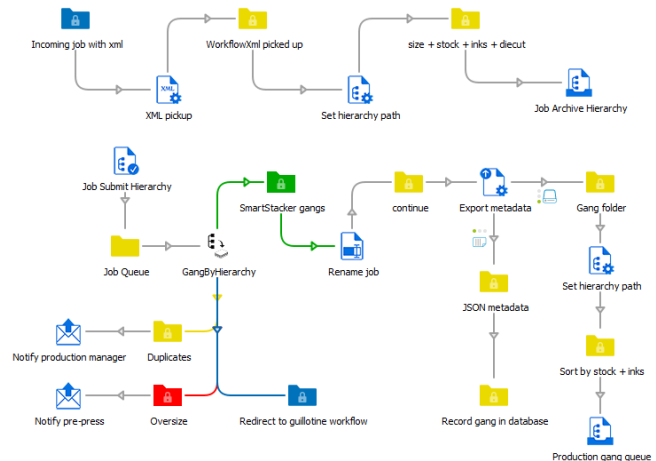 Incoming job with xml
WorkflowXml picked up
size + stock + inks + diecut
XML
XML pickup
Set hierarchy path
Job Archive Hierarchy
Job Submit Hierarchy
SmartStacker gangs
continue
Export metadata
Gang folder
Job Queue
GangByHierarchy
Rename job
Set hierarchy path
JSON metadata
Notify production manager
Duplicates
Sort by stock + inks
Notify pre-press
Oversize
Redirect to guillotine workflow
Record gang in database
Production gang queue